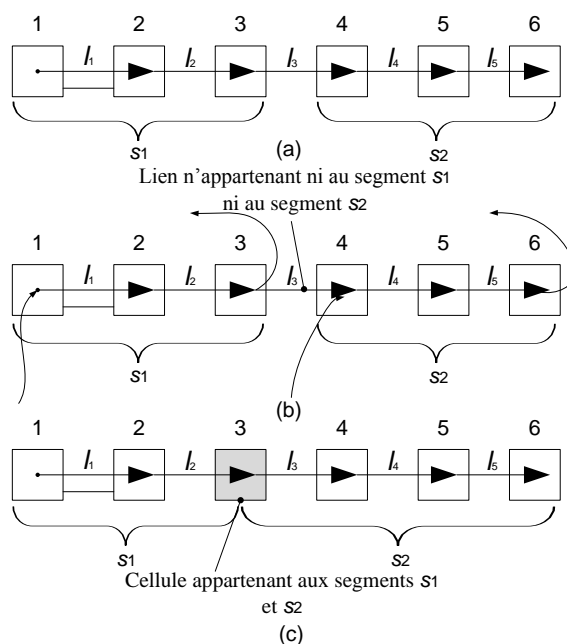 1 2 3 4 5 6
l1 l2 l3 l4 l5
s1 s2
(a)
Lien n'appartenant ni au segment s1
ni au segment s2
1 2 3 4 5 6
l1 l2 l3 l4 l5
s1 s2
(b)
1 2 3 4 5 6
l1 l2 l3 l4 l5
s1 s2
Cellule appartenant aux segments s1
et s2
(c)